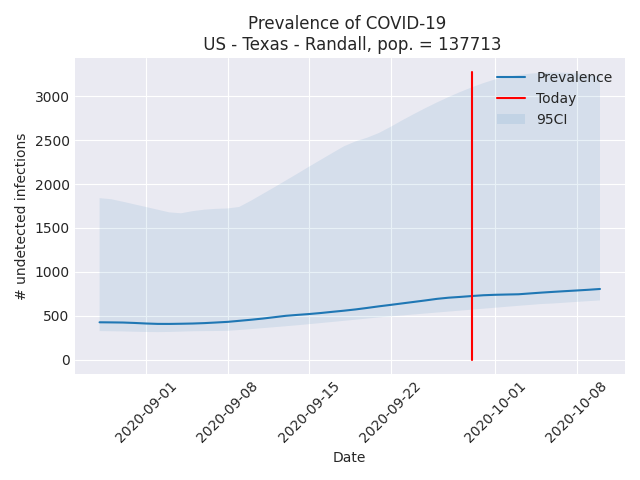 Prevalence of COVID-19
US - Texas - Randall, pop. = 137713
Prevalence
Today
95CI
# undetected infections
3000
2500
2000
1500
1000
500
0
2020-09-01
2020-09-08
2020-09-15
2020-09-22
2020-10-01
2020-10-08
Date